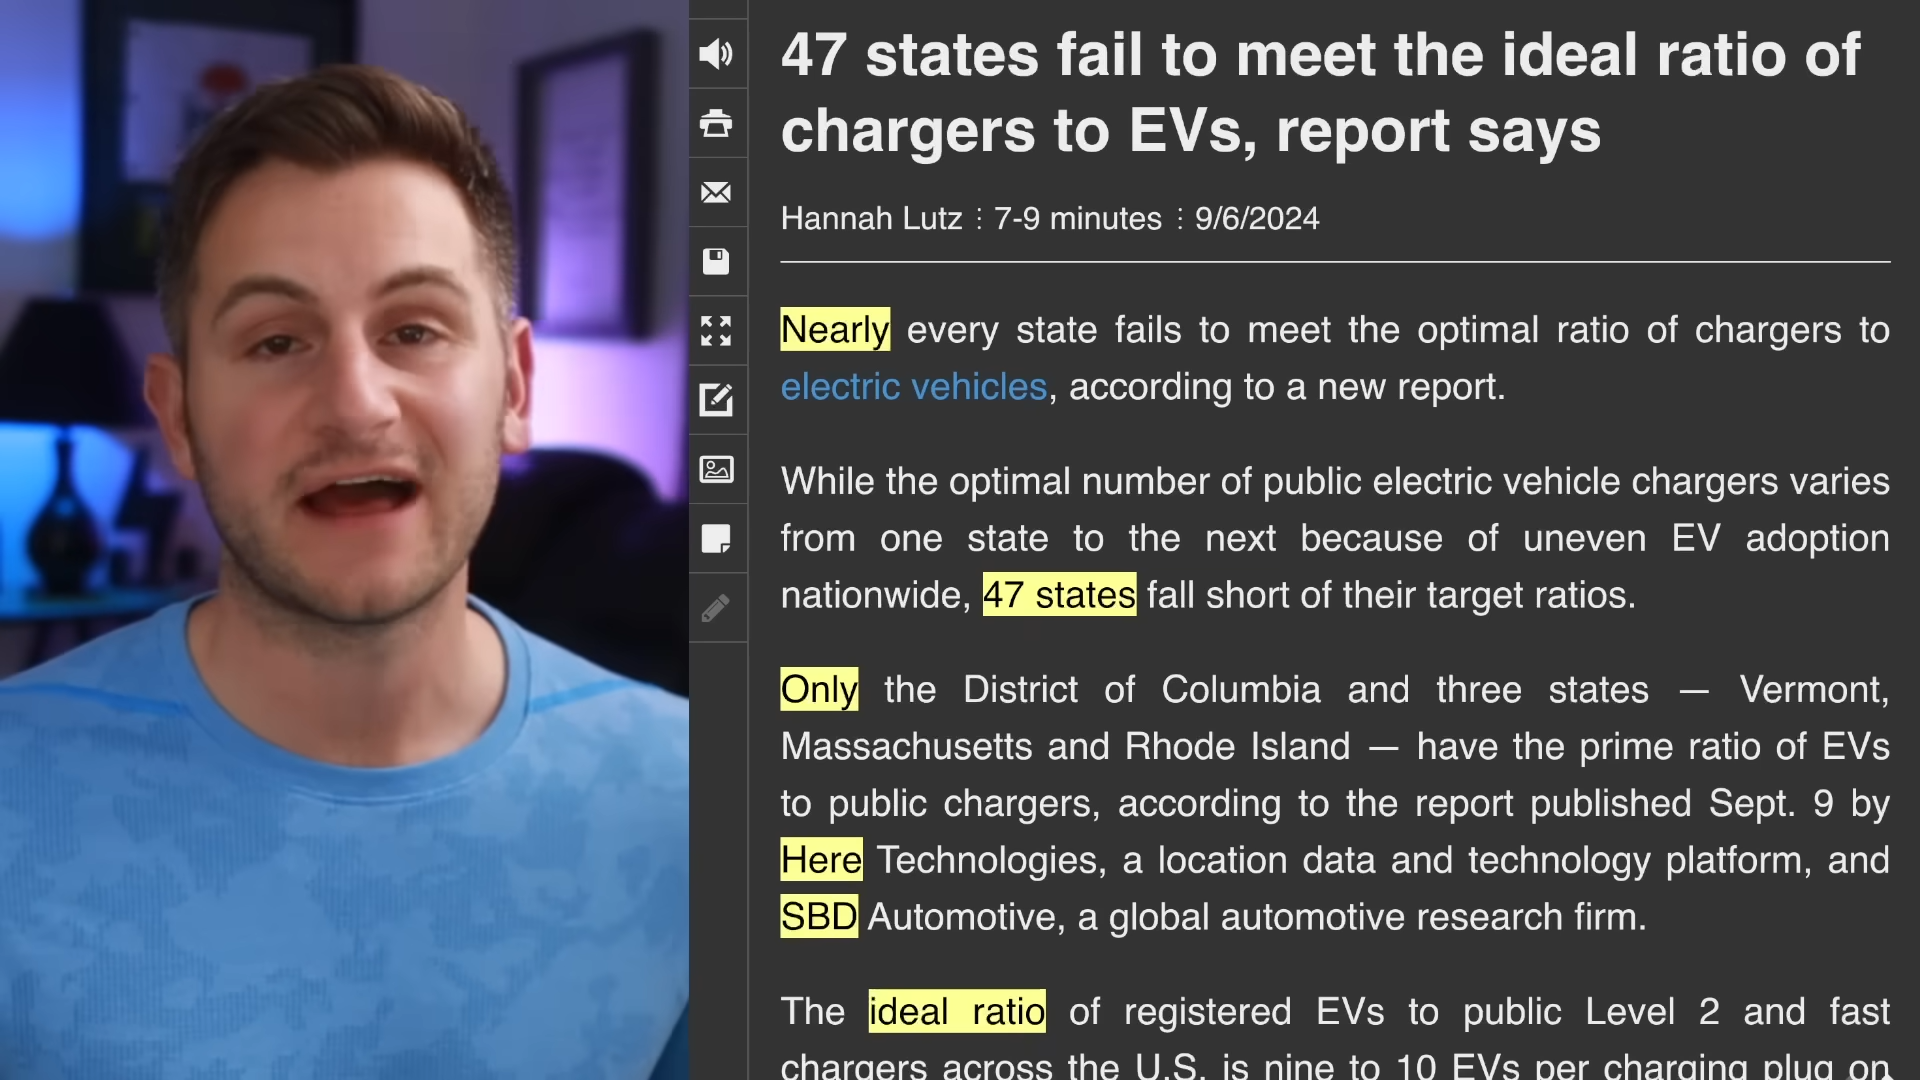 47 states fail to meet the ideal ratio of
chargers to EVs, report says
Hannah Lutz ⋮ 7-9 minutes ⋮ 9/6/2024
Nearly every state fails to meet the optimal ratio of chargers to
electric vehicles, according to a new report.
While the optimal number of public electric vehicle chargers varies
from one state to the next because of uneven EV adoption
nationwide, 47 states fall short of their target ratios.
Only the District of Columbia and three states — Vermont,
Massachusetts and Rhode Island — have the prime ratio of EVs
to public chargers, according to the report published Sept. 9 by
Here Technologies, a location data and technology platform, and
SBD Automotive, a global automotive research firm.
The ideal ratio of registered EVs to public Level 2 and fast
chargers across the U.S. is nine to 10 EVs per charging plug on